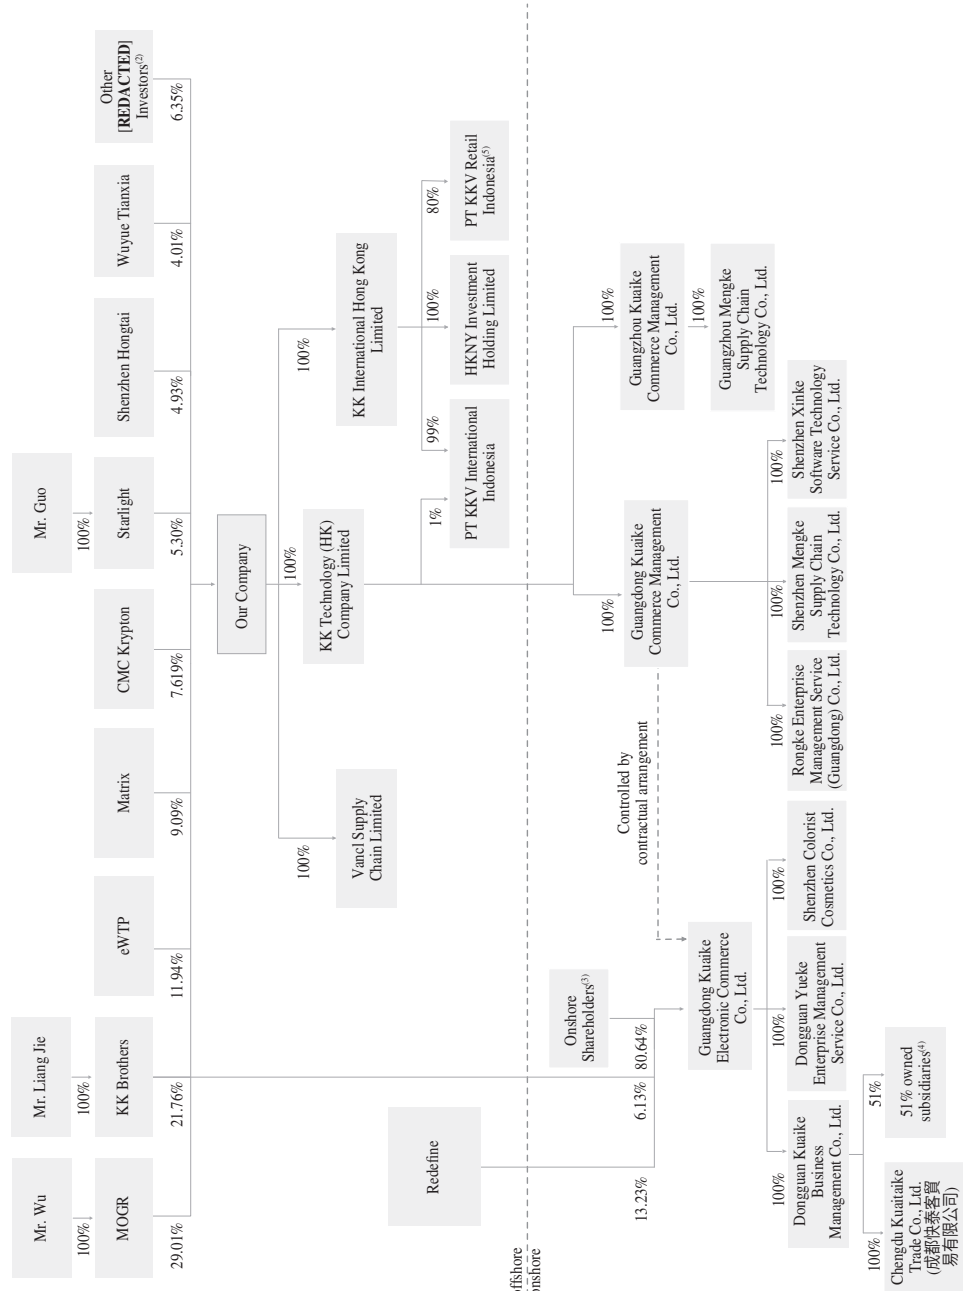 Mr. Wu
Mr. Liang Jie
Mr. Guo
100%
100%
100%
MOGR
KK Brothers
eWTP
Matrix
CMC Krypton
Starlight
Shenzhen Hongtai
Wuyue Tianxia
Other
[REDACTED]
Investors(2)
29.01%
21.76%
11.94%
9.09%
7.619%
5.30%
4.93%
4.01%
6.35%
Our Company
100%
100%
100%
Vancl Supply
Chain Limited
KK Technology (HK)
Company Limited
KK International Hong Kong
Limited
1%
99%
100%
80%
PT KKV International
Indonesia
HKNY Investment
Holding Limited
PT KKV Retail
Indonesia(5)
Redefine
Onshore
Shareholders(3)
offshore
onshore
13.23%
6.13%
80.64%
Controlled by
contractual arrangement
100%
100%
Guangdong Kuaike
Electronic Commerce
Co., Ltd.
Guangdong Kuaike
Commerce Management
Co., Ltd.
Guangzhou Kuaike
Commerce Management
Co., Ltd.
100%
Guangzhou Mengke
Supply Chain
Technology Co., Ltd.
100%
100%
100%
100%
100%
100%
Dongguan Kuaike
Business
Management Co., Ltd.
Dongguan Yueke
Enterprise Management
Service Co., Ltd.
Shenzhen Colorist
Cosmetics Co., Ltd.
Rongke Enterprise
Management Service
(Guangdong) Co., Ltd.
Shenzhen Mengke
Supply Chain
Technology Co., Ltd.
Shenzhen Xinke
Software Technology
Service Co., Ltd.
100%
51%
Chengdu Kuaitaike
Trade Co., Ltd.
(成都快泰客貿
易有限公司)
51% owned
subsidiaries(4)